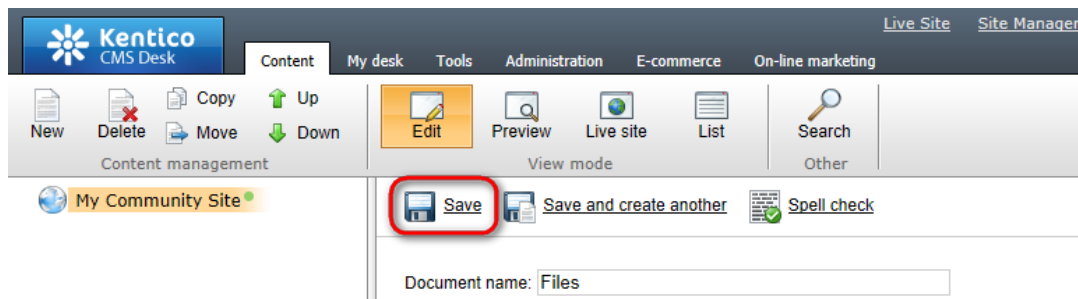 Live Site Site Manager
Kentico
CMS Desk
Content My desk Tools Administration E-commerce On-line marketing
Copy Up
New Delete Move Down Edit Preview Live site List Search
Content management View mode Other
My Community Site Save Save and create another Spell check
Document name: Files